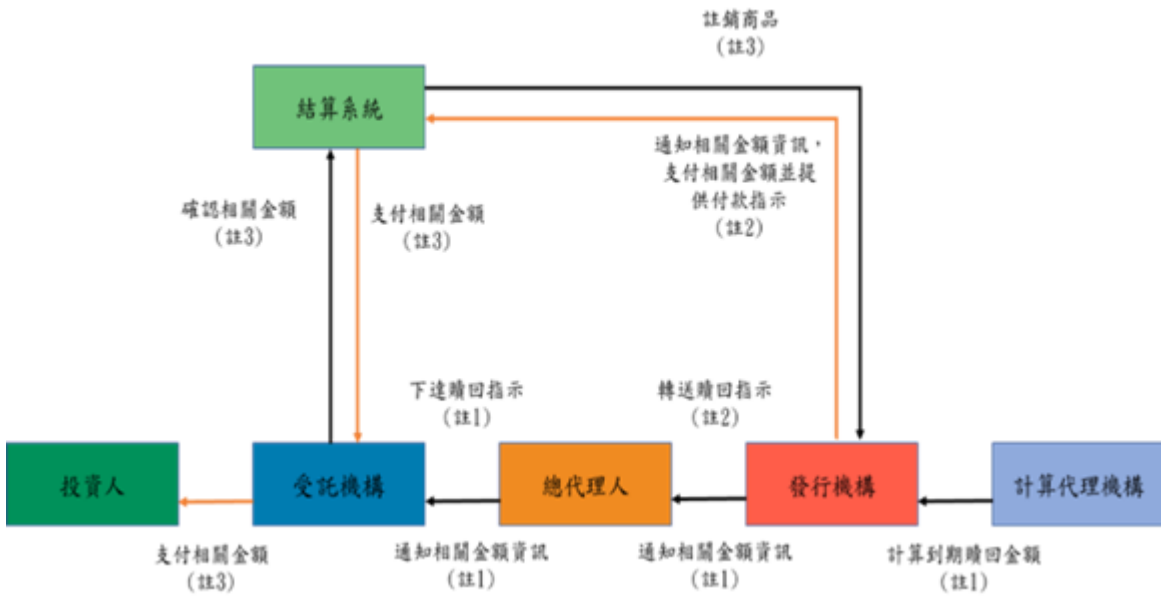 註銷商品
(註3)
結算系統
通知相關金額資訊，
支付相關金額並提
供付款指示
(註2)
確認相關金額
(註3)
支付相關金額
(註3)
下達贖回指示
(註1)
轉送贖回指示
(註2)
投資人
受託機構
總代理人
發行機構
計算代理機構
支付相關金額
(註3)
通知相關金額資訊
(註1)
通知相關金額資訊
(註1)
計算到期贖回金額
(註1)